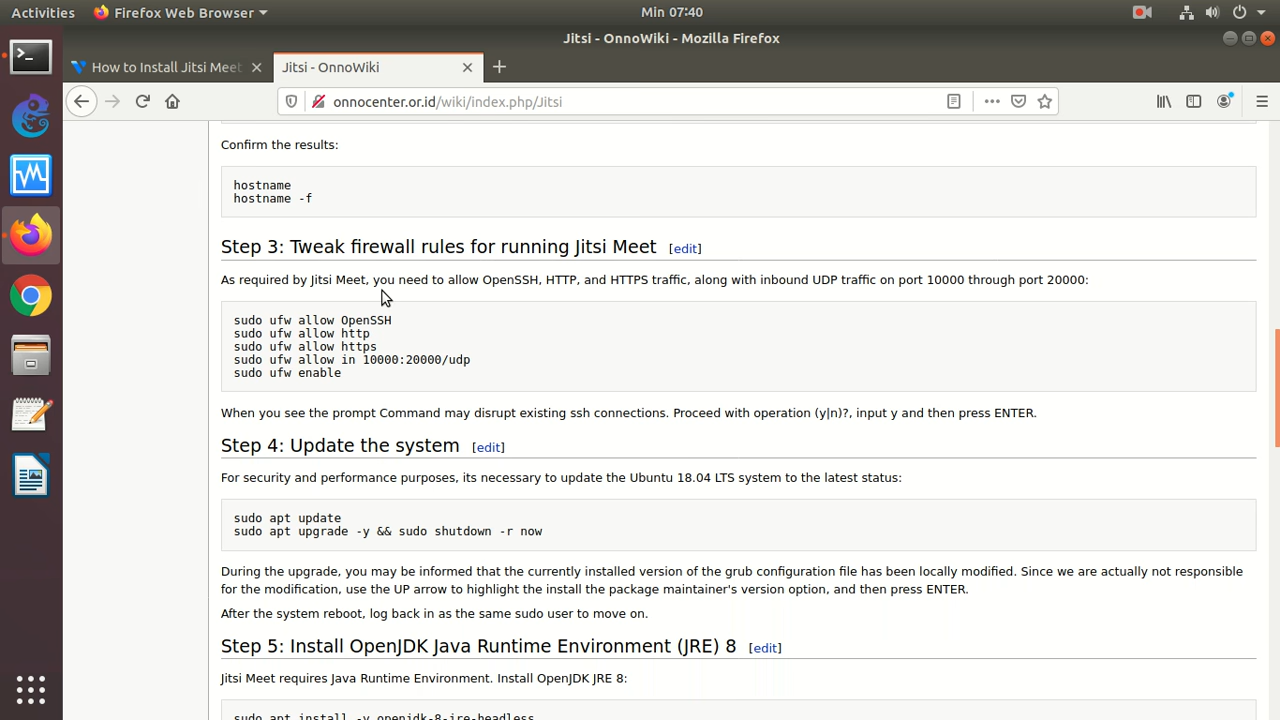 Activities Firefox Web Browser Min 07:40
Jitsi - OnnoWiki - Mozilla Firefox
How to Install Jitsi Meet Jitsi - OnnoWiki
onnocenter.or.id/wiki/index.php/Jitsi
Confirm the results:
hostname
hostname -f
Step 3: Tweak firewall rules for running Jitsi Meet [edit]
As required by Jitsi Meet, you need to allow OpenSSH, HTTP, and HTTPS traffic, along with inbound UDP traffic on port 10000 through port 20000:
sudo ufw allow OpenSSH
sudo ufw allow http
sudo ufw allow https
sudo ufw allow in 10000:20000/udp
sudo ufw enable
When you see the prompt Command may disrupt existing ssh connections. Proceed with operation (y|n)?, input y and then press ENTER.
Step 4: Update the system [edit]
For security and performance purposes, its necessary to update the Ubuntu 18.04 LTS system to the latest status:
sudo apt update
sudo apt upgrade -y && sudo shutdown -r now
During the upgrade, you may be informed that the currently installed version of the grub configuration file has been locally modified. Since we are actually not responsible
for the modification, use the UP arrow to highlight the install the package maintainer's version option, and then press ENTER.
After the system reboot, log back in as the same sudo user to move on.
Step 5: Install OpenJDK Java Runtime Environment (JRE) 8 [edit]
Jitsi Meet requires Java Runtime Environment. Install OpenJDK JRE 8:
sudo apt install -y openjdk-8-jre-headless